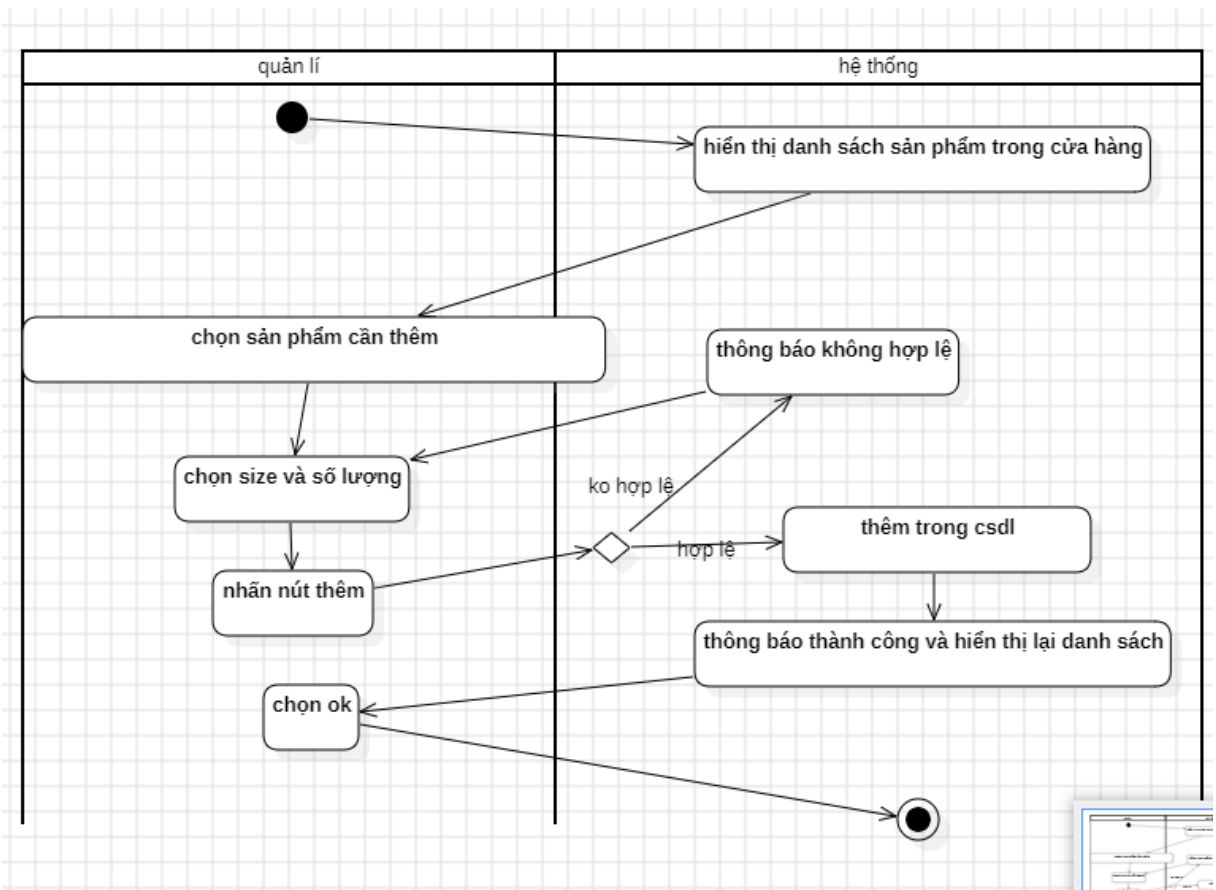 quản lí
hệ thống
hiển thị danh sách sản phẩm trong cửa hàng
chọn sản phẩm cần thêm
thông báo không hợp lệ
chọn size và số lượng
ko hợp lệ
thêm trong csdl
hợp lệ
nhấn nút thêm
thông báo thành công và hiển thị lại danh sách
chọn ok